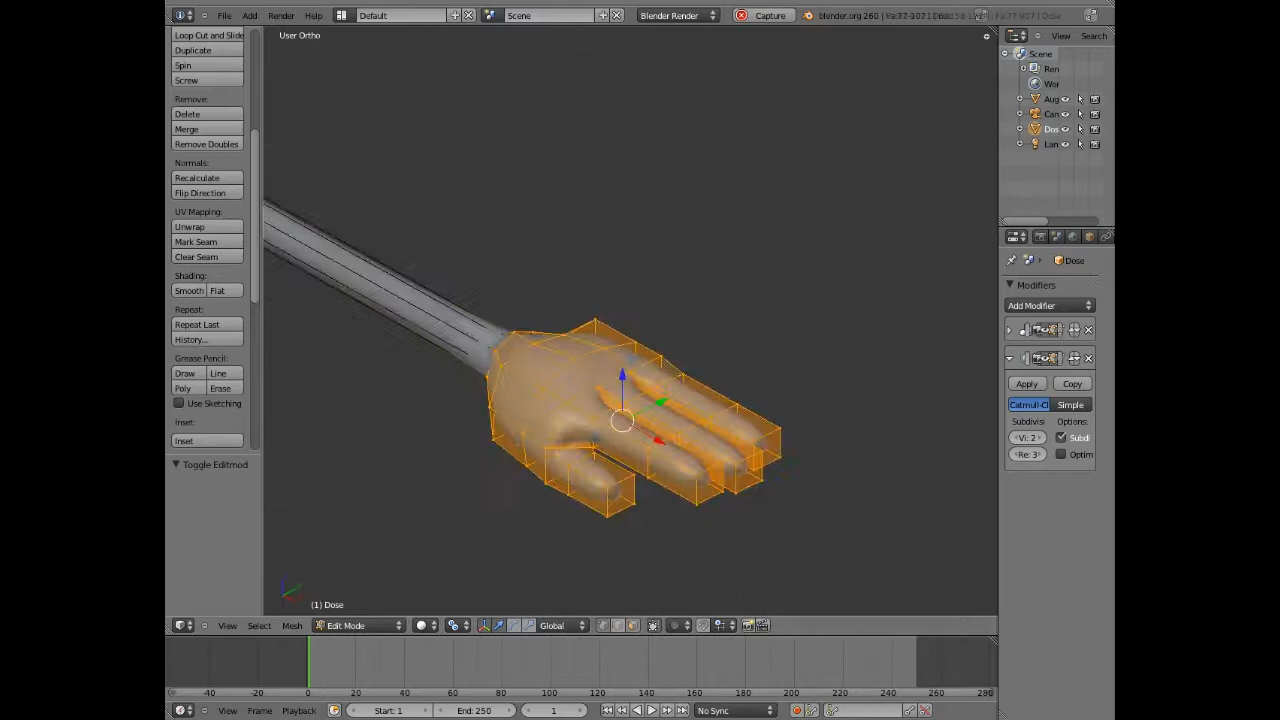 File Add Render Help Default Scene Blender Render Capture blender.org 260
Loop Cut and Slide
Duplicate
Spin
Screw
Remove:
Delete
Merge
Remove Doubles
Normals:
Recalculate
Flip Direction
UV Mapping:
Unwrap
Mark Seam
Clear Seam
Shading:
Smooth Flat
Repeat:
Repeat Last
History...
Grease Pencil:
Draw Line
Poly Erase
Use Sketching
Inset:
Inset
Toggle Editmod
User Ortho
(1) Dose
View Search
Scene
Ren
Wor
Aug
Can
Dos
Lan
Dose
Modifiers
Add Modifier
Apply Copy
Catmull-Cl Simple
Subdivisi Options:
Vi: 2 Subdi
Re: 3 Optim
View Select Mesh Edit Mode Global
-40 -20 0 20 40 60 80 100 120 140 160 180 200 220 240 260 280
View Frame Playback Start: 1 End: 250 1 No Sync